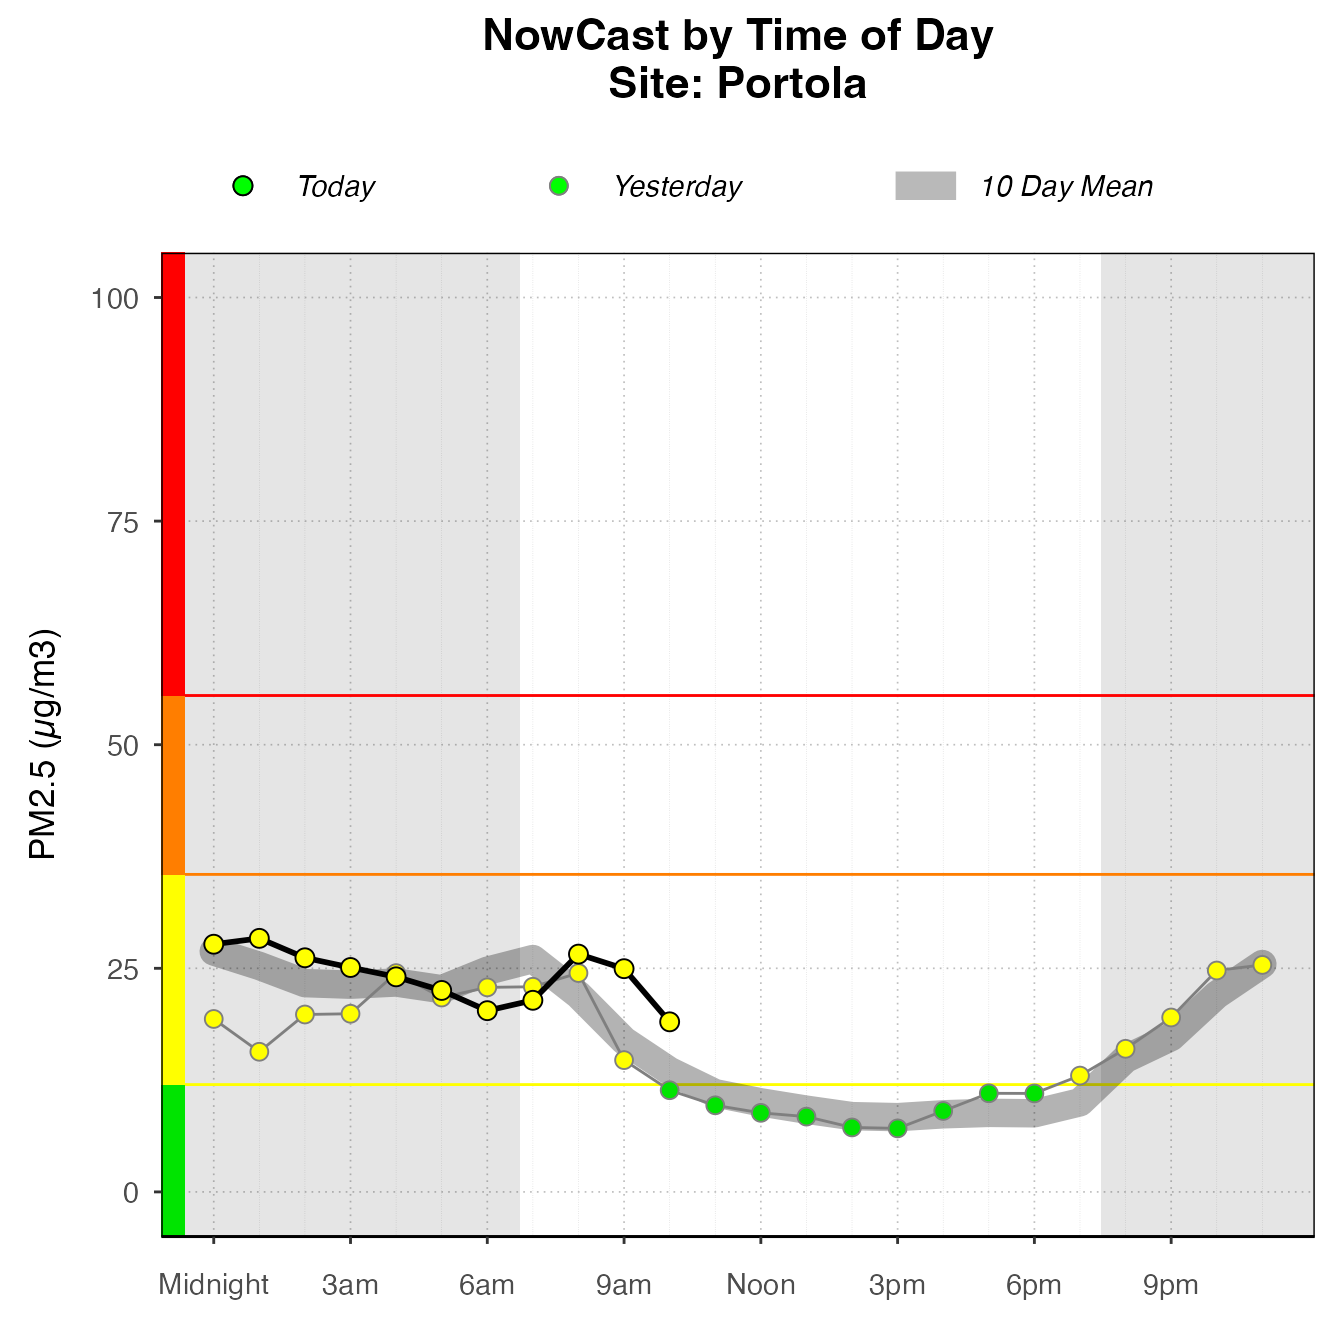 NowCast by Time of Day
Site: Portola
Today
Yesterday
10 Day Mean
PM2.5 (µg/m3)
100
75
50
25
0
Midnight
3am
6am
9am
Noon
3pm
6pm
9pm